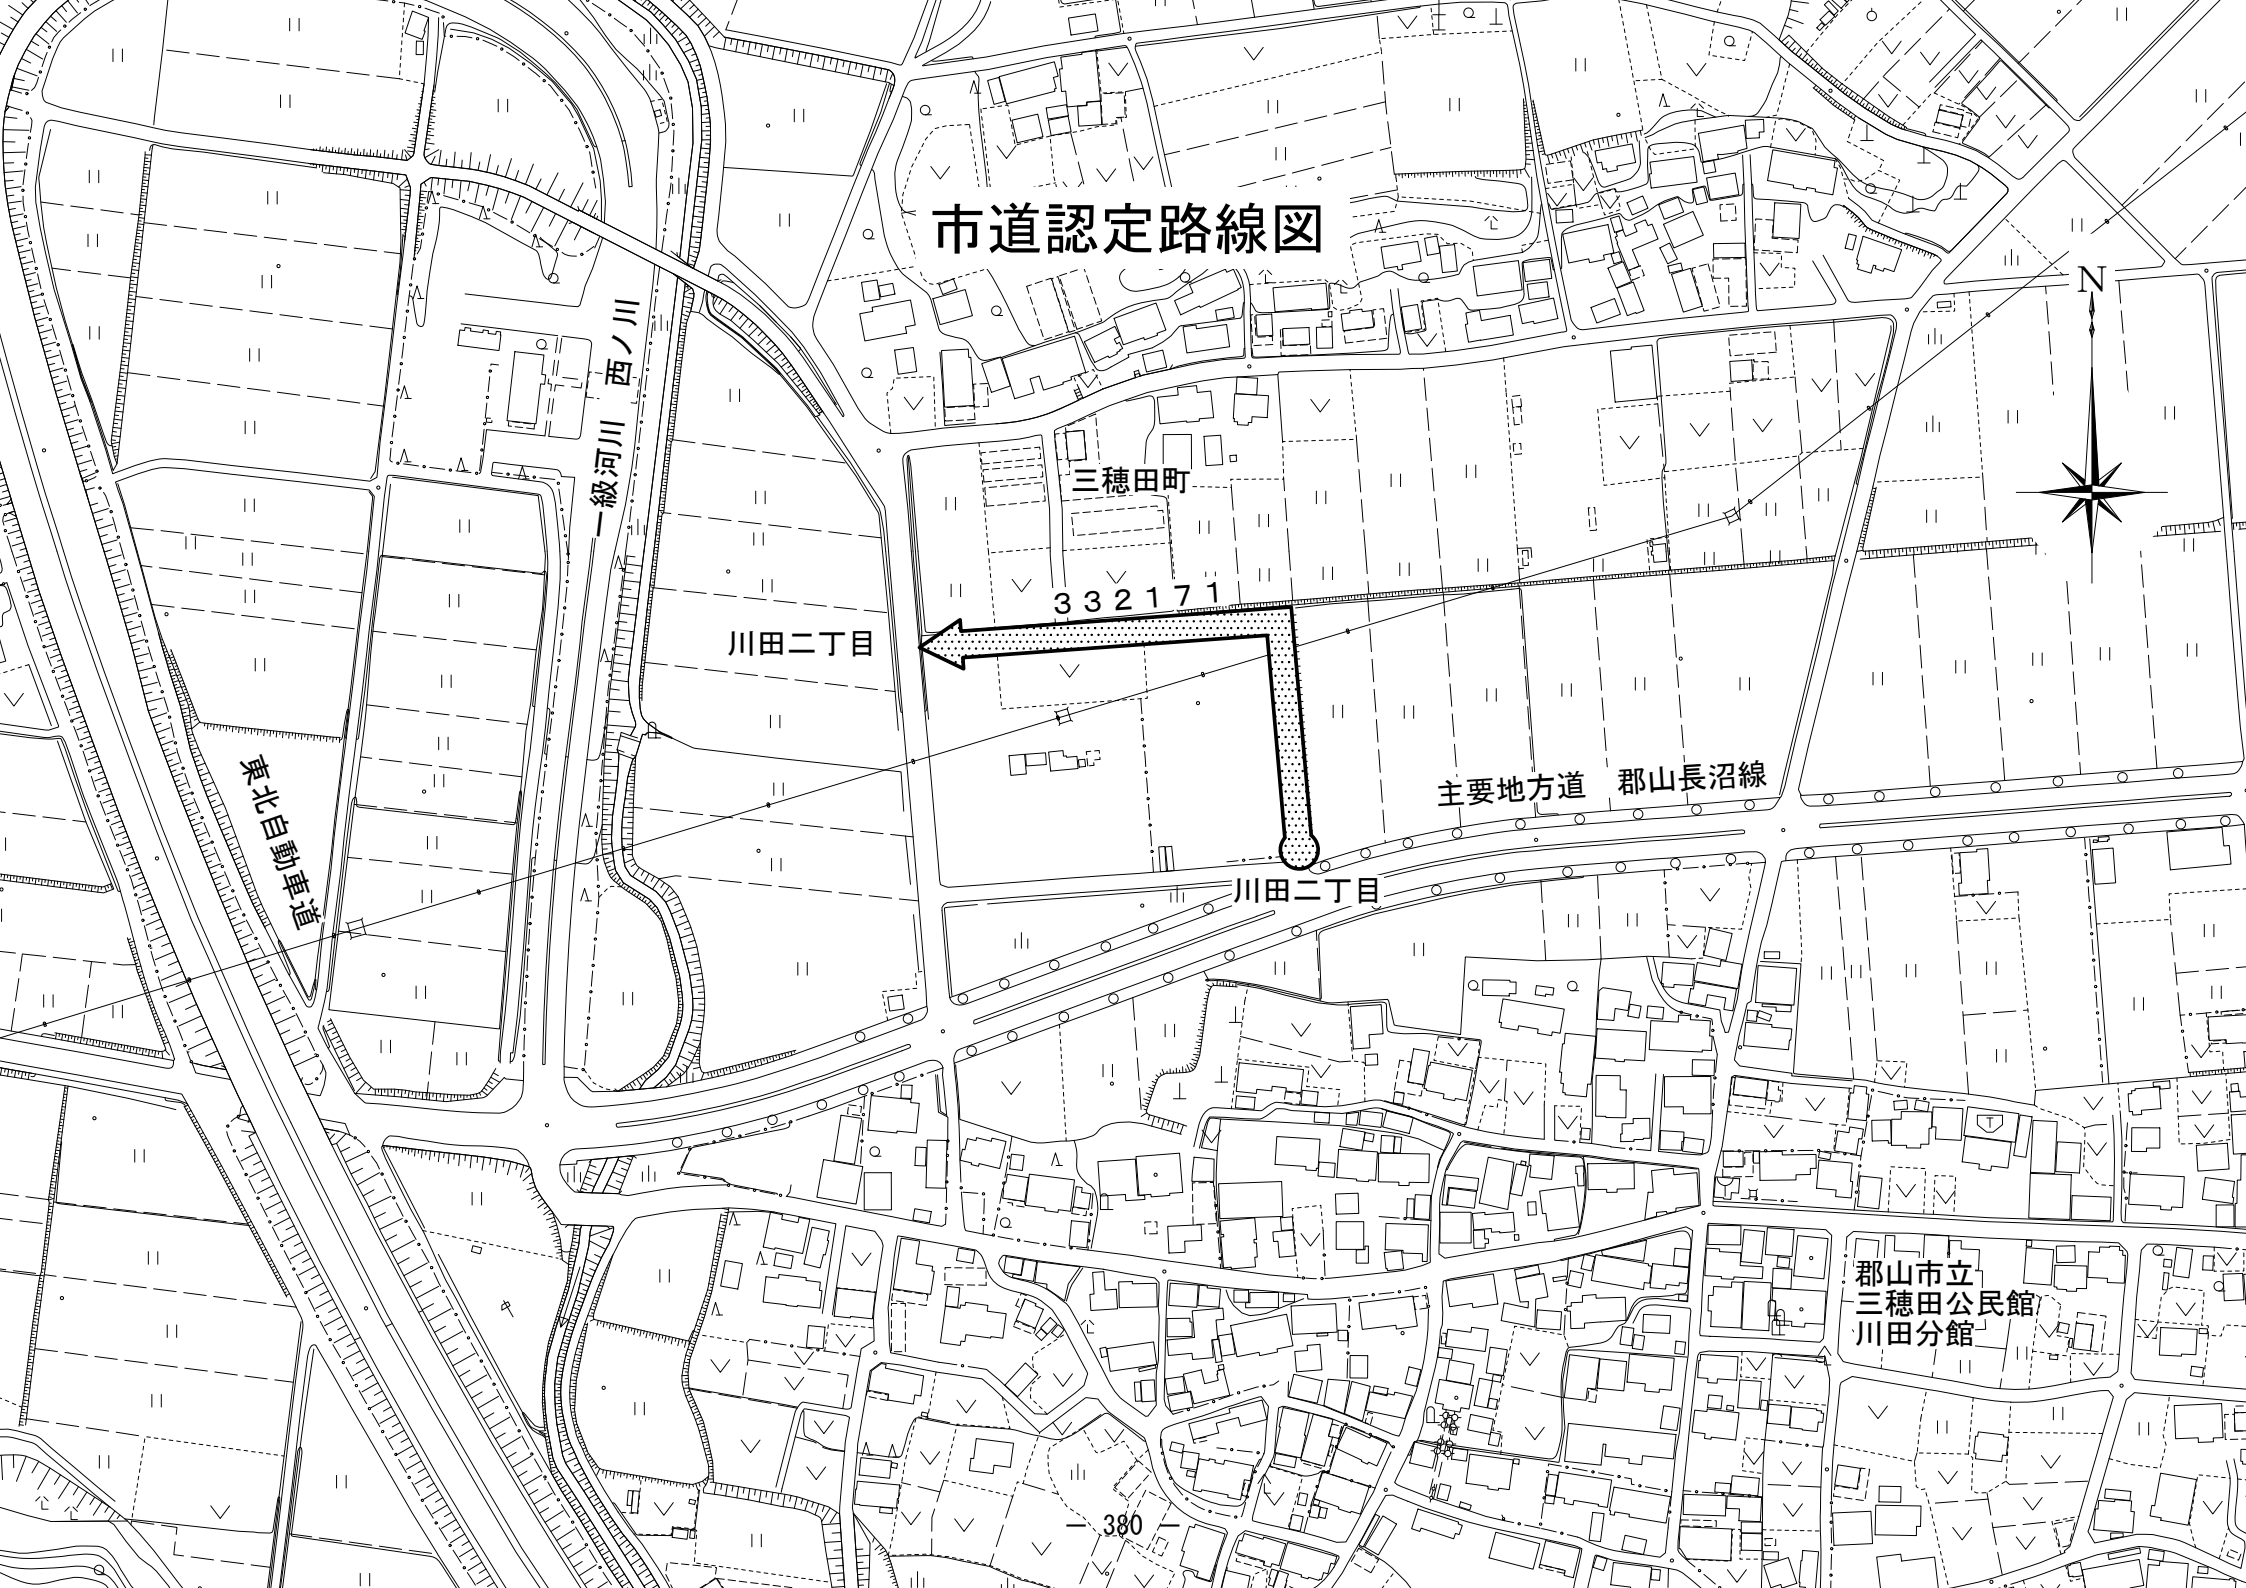 市道認定路線図
N
一級河川　西ノ川
三穂田町
３３２１７１
川田二丁目
主要地方道　郡山長沼線
東北自動車道
川田二丁目
郡山市立
三穂田公民館
川田分館
― 380 ―